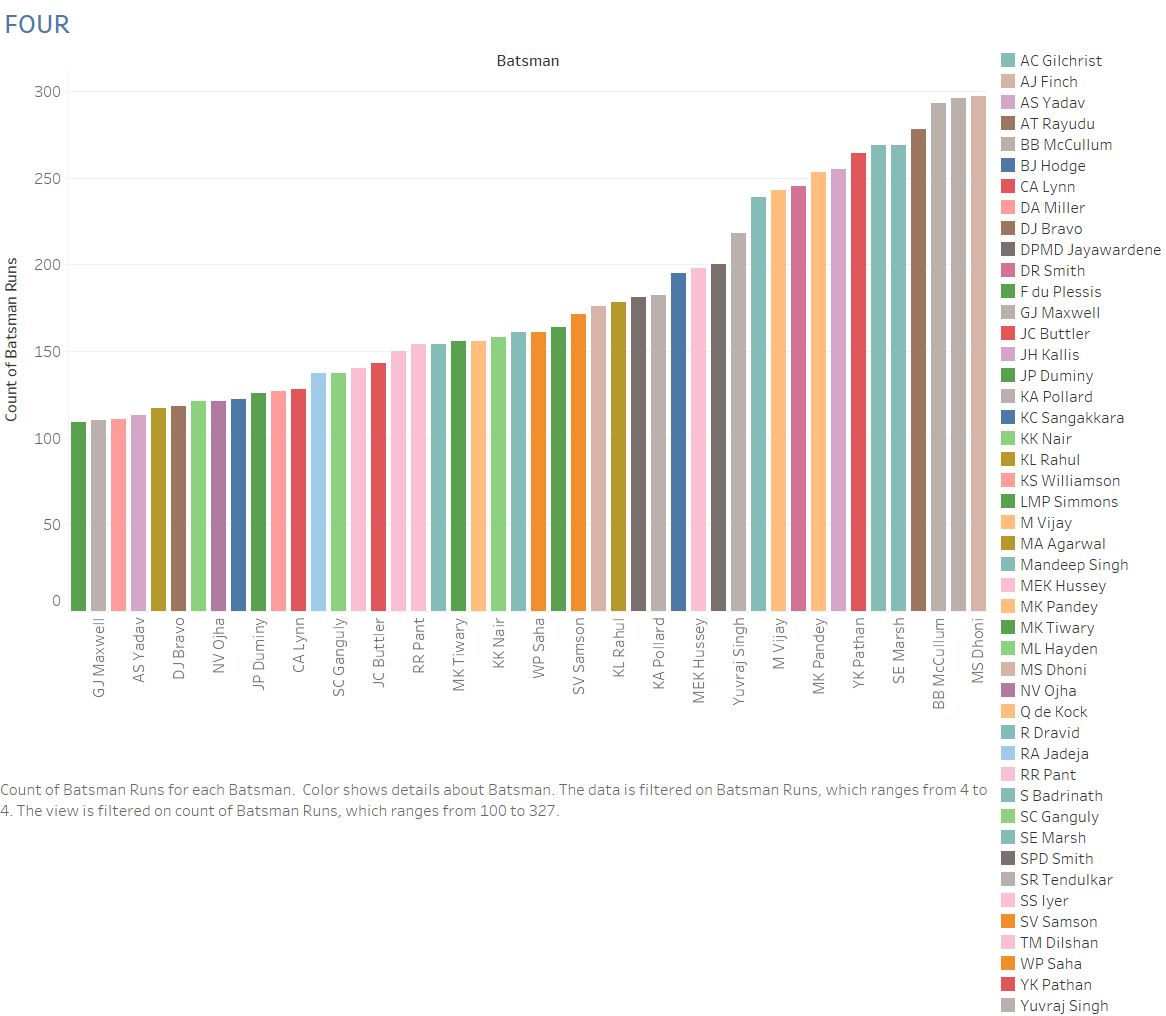 FOUR
Batsman
Count of Batsman Runs
300
250
200
150
100
50
0
GJ Maxwell
AS Yadav
DJ Bravo
NV Ojha
JP Duminy
CA Lynn
SC Ganguly
JC Buttler
RR Pant
MK Tiwary
KK Nair
WP Saha
SV Samson
KL Rahul
KA Pollard
MEK Hussey
Yuvraj Singh
M Vijay
MK Pandey
YK Pathan
SE Marsh
BB McCullum
MS Dhoni
AC Gilchrist
AJ Finch
AS Yadav
AT Rayudu
BB McCullum
BJ Hodge
CA Lynn
DA Miller
DJ Bravo
DPMD Jayawardene
DR Smith
F du Plessis
GJ Maxwell
JC Buttler
JH Kallis
JP Duminy
KA Pollard
KC Sangakkara
KK Nair
KL Rahul
KS Williamson
LMP Simmons
M Vijay
MA Agarwal
Mandeep Singh
MEK Hussey
MK Pandey
MK Tiwary
ML Hayden
MS Dhoni
NV Ojha
Q de Kock
R Dravid
RA Jadeja
RR Pant
S Badrinath
SC Ganguly
SE Marsh
SPD Smith
SR Tendulkar
SS Iyer
SV Samson
TM Dilshan
WP Saha
YK Pathan
Yuvraj Singh
Count of Batsman Runs for each Batsman. Color shows details about Batsman. The data is filtered on Batsman Runs, which ranges from 4 to
4. The view is filtered on count of Batsman Runs, which ranges from 100 to 327.